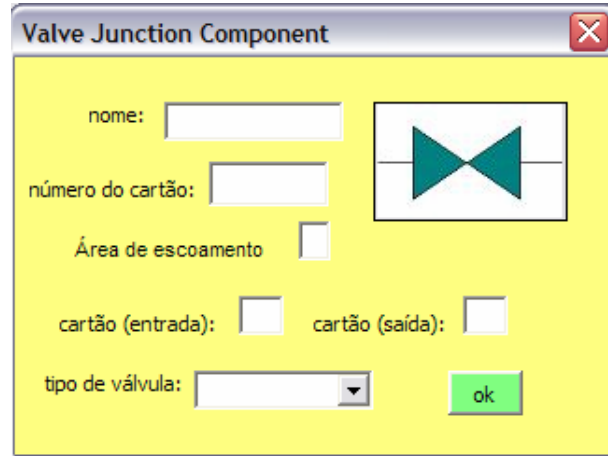 Valve Junction Component
nome:
número do cartão:
Área de escoamento
cartão (entrada): cartão (saída):
tipo de válvula:
ok